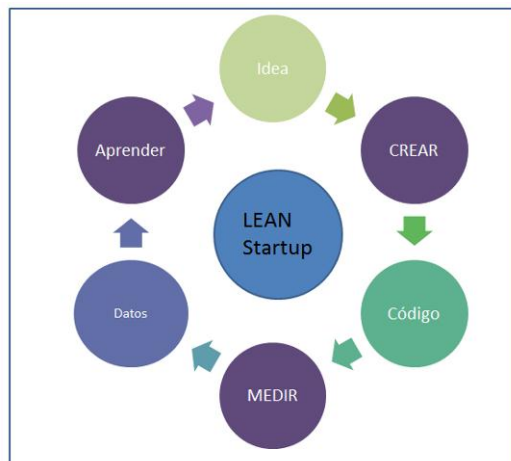 Idea
CREAR
Código
MEDIR
Datos
Aprender
LEAN
Startup